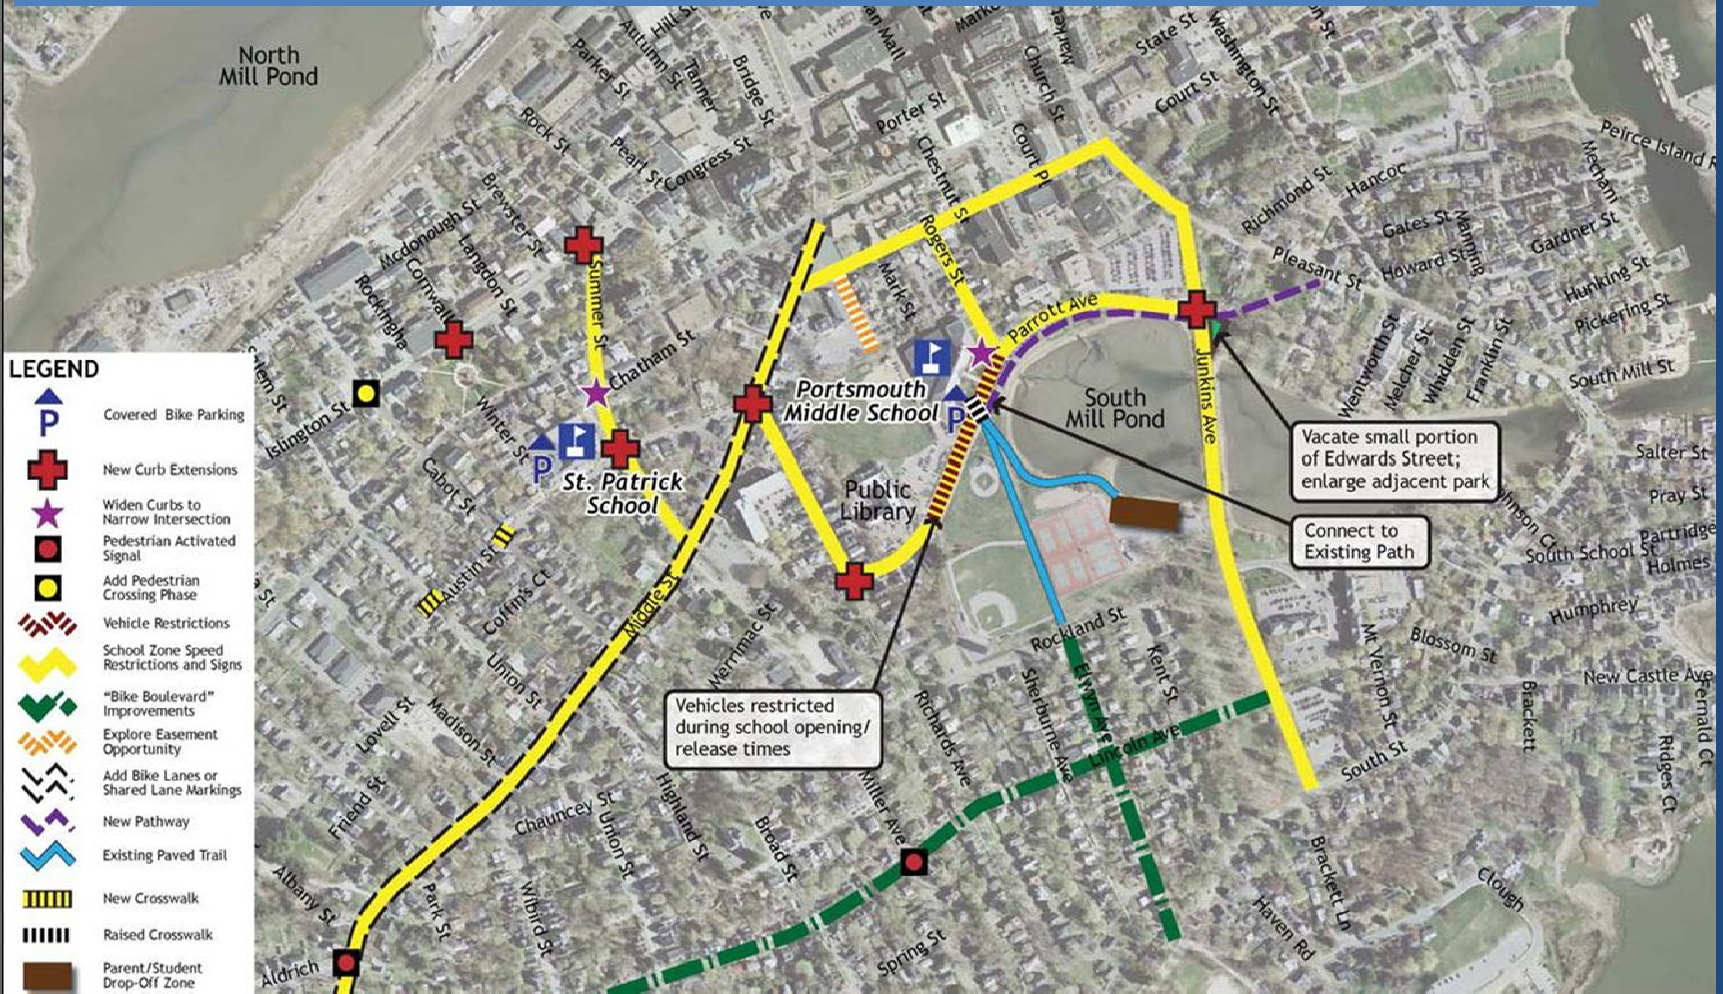 North
Mill Pond
Hill St
Autumn St
Parker St
Tanner
Bridge St
Rock St
Pearl St
Congress St
Porter St
Church St
Market
State St
Washington St
Court St
Court Pl
Chestnut St
Rogers St
Mark St
Peirce Island R
Mecham
Hancoc
Richmond St
Gates St
Manning
Gardner St
Howard St
Pleasant St
Hunking St
Pickering St
Brewster St
Mcdonough St
Langdon St
Cornwall
Rockingha
Summer St
Chatham St
Parrott Ave
Junkins Ave
Wentworth St
Melcher St
Whidden St
Franklin St
South Mill St
Islington St
Winter St
Cabot St
Portsmouth
Middle School
South
Mill Pond
St. Patrick
School
Public
Library
Vacate small portion
of Edwards Street;
enlarge adjacent park
Connect to
Existing Path
Salter St
Pray St
Partridge
South School St
Holmes
Humphrey
Austin St
Coffin's Ct
Middle St
Merrimac St
Rockland St
Kent St
Elwyn Ave
Sherburne Ave
Lincoln Ave
Mt Vernon St
Blossom St
New Castle Ave
Brackett
Fernald Ct
Ridges Ct
Union St
Lovell St
Madison St
Vehicles restricted
during school opening/
release times
Richards Ave
Miller Ave
South St
Friend St
Chauncey St
Union St
Highland St
Broad St
Brackett Ln
Clough
Haven Rd
Albany St
Park St
Wibird St
Spring St
Aldrich
LEGEND
P
Covered Bike Parking
New Curb Extensions
Widen Curbs to
Narrow Intersection
Pedestrian Activated
Signal
Add Pedestrian
Crossing Phase
Vehicle Restrictions
School Zone Speed
Restrictions and Signs
“Bike Boulevard”
Improvements
Explore Easement
Opportunity
Add Bike Lanes or
Shared Lane Markings
New Pathway
Existing Paved Trail
New Crosswalk
Raised Crosswalk
Parent/Student
Drop-Off Zone
P
P